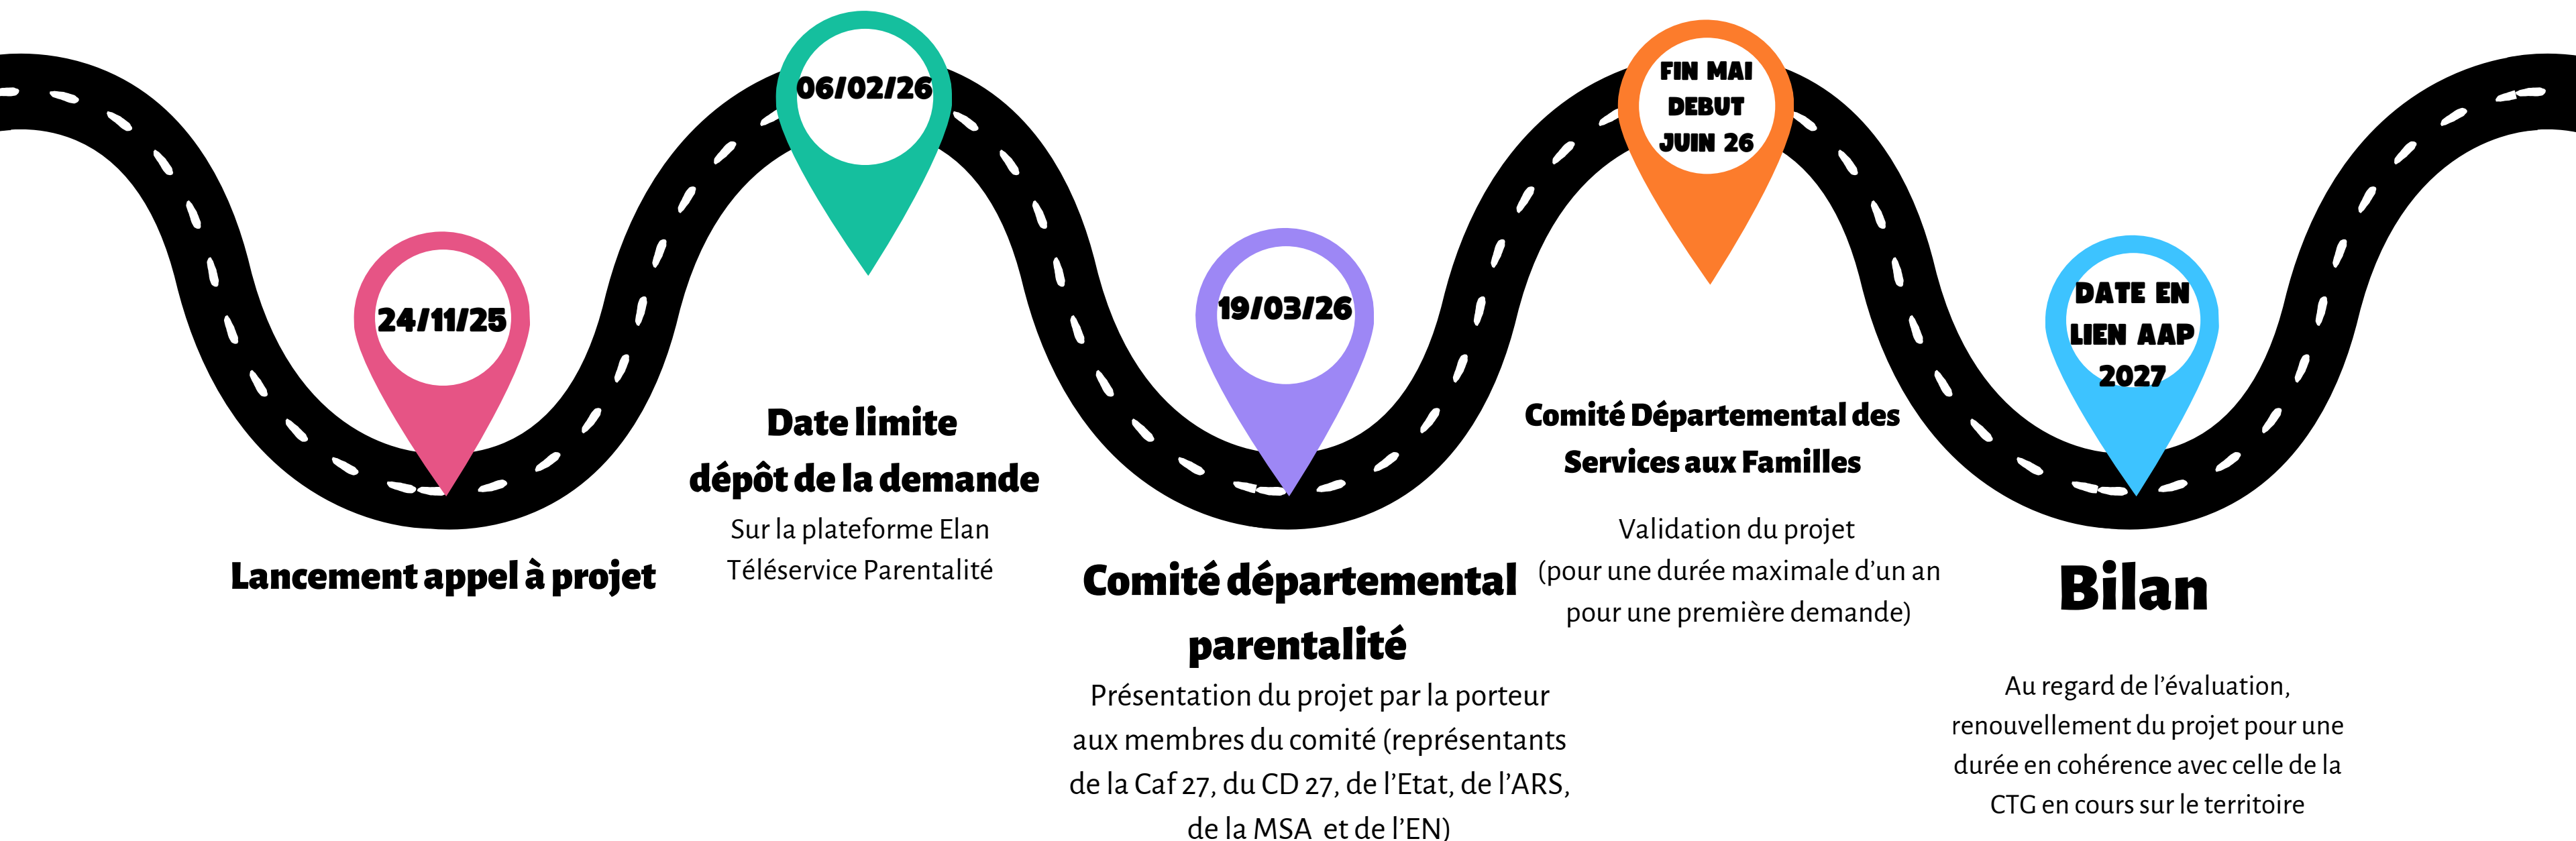 24/11/25
Lancement appel à projet
06/02/26
Date limite
dépôt de la demande
Sur la plateforme Elan
Téléservice Parentalité
19/03/26
Comité départemental
parentalité
Présentation du projet par la porteur
aux membres du comité (représentants
de la Caf 27, du CD 27, de l’Etat, de l’ARS,
de la MSA et de l’EN)
FIN MAI
DEBUT
JUIN 26
Comité Départemental des
Services aux Familles
Validation du projet
(pour une durée maximale d’un an
pour une première demande)
DATE EN
LIEN AAP
2027
Bilan
Au regard de l’évaluation,
renouvellement du projet pour une
durée en cohérence avec celle de la
CTG en cours sur le territoire